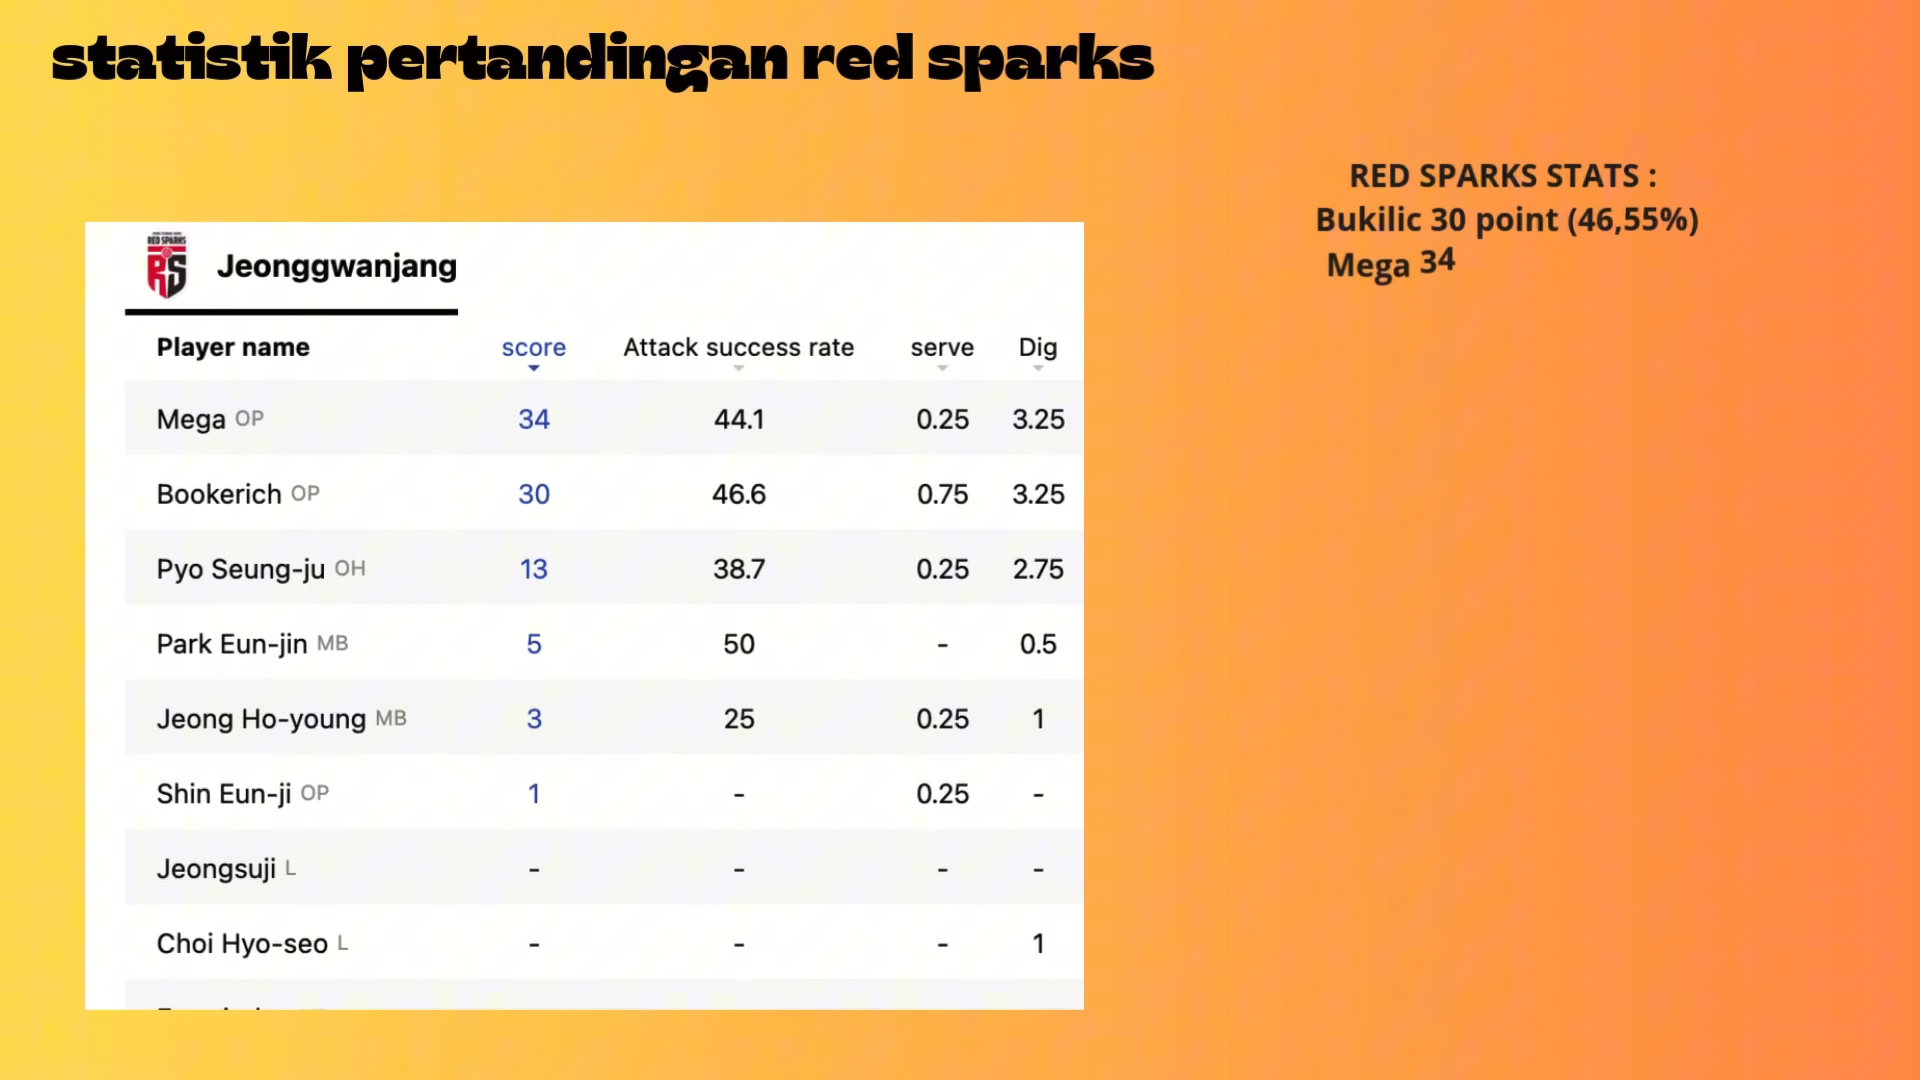 statistik pertandingan red sparks
RED SPARKS STATS :
Bukilic 30 point (46,55%)
Mega 34
RED SPARKS
RS
Jeonggwanjang
Player name score Attack success rate serve Dig
Mega OP 34 44.1 0.25 3.25
Bookerich OP 30 46.6 0.75 3.25
Pyo Seung-ju OH 13 38.7 0.25 2.75
Park Eun-jin MB 5 50 - 0.5
Jeong Ho-young MB 3 25 0.25 1
Shin Eun-ji OP 1 - 0.25 -
Jeongsuji L - - - -
Choi Hyo-seo L - - - 1